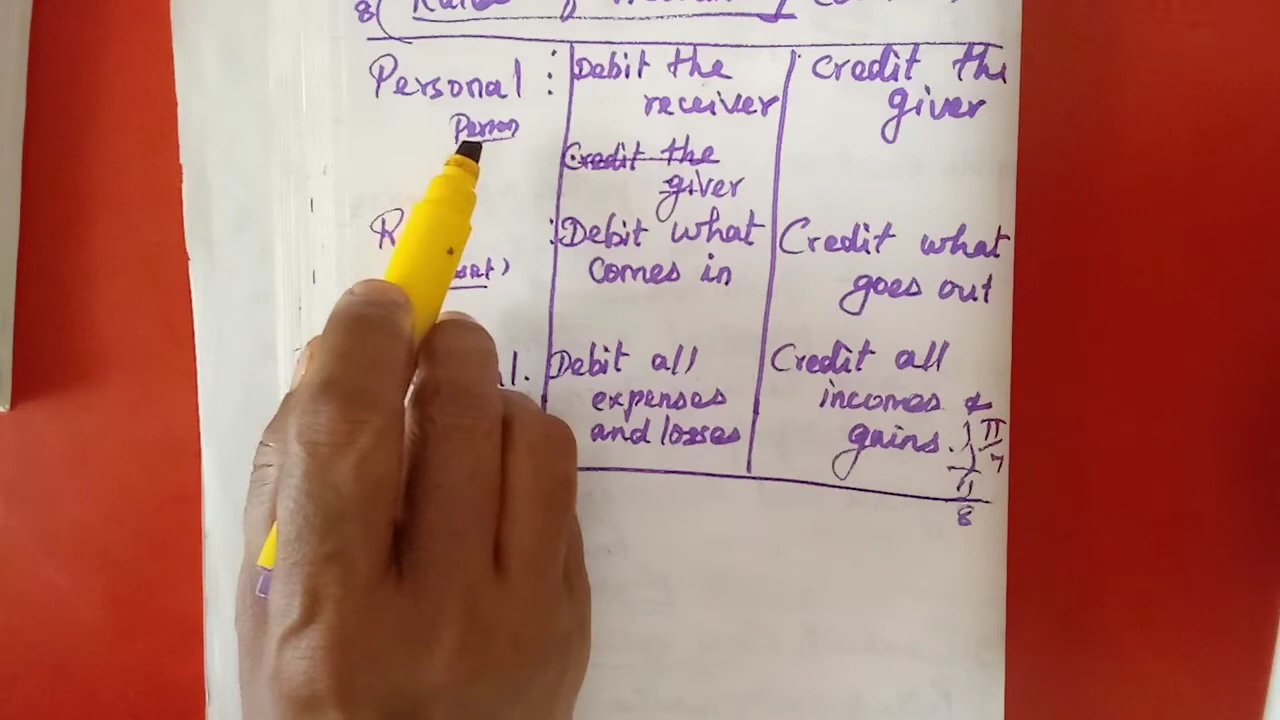 Personal : Debit the Credit the
receiver giver
Person
Credit the
giver
: Debit what Credit what
comes in goes out
Debit all Credit all
expenses incomes &
and losses gains.
8